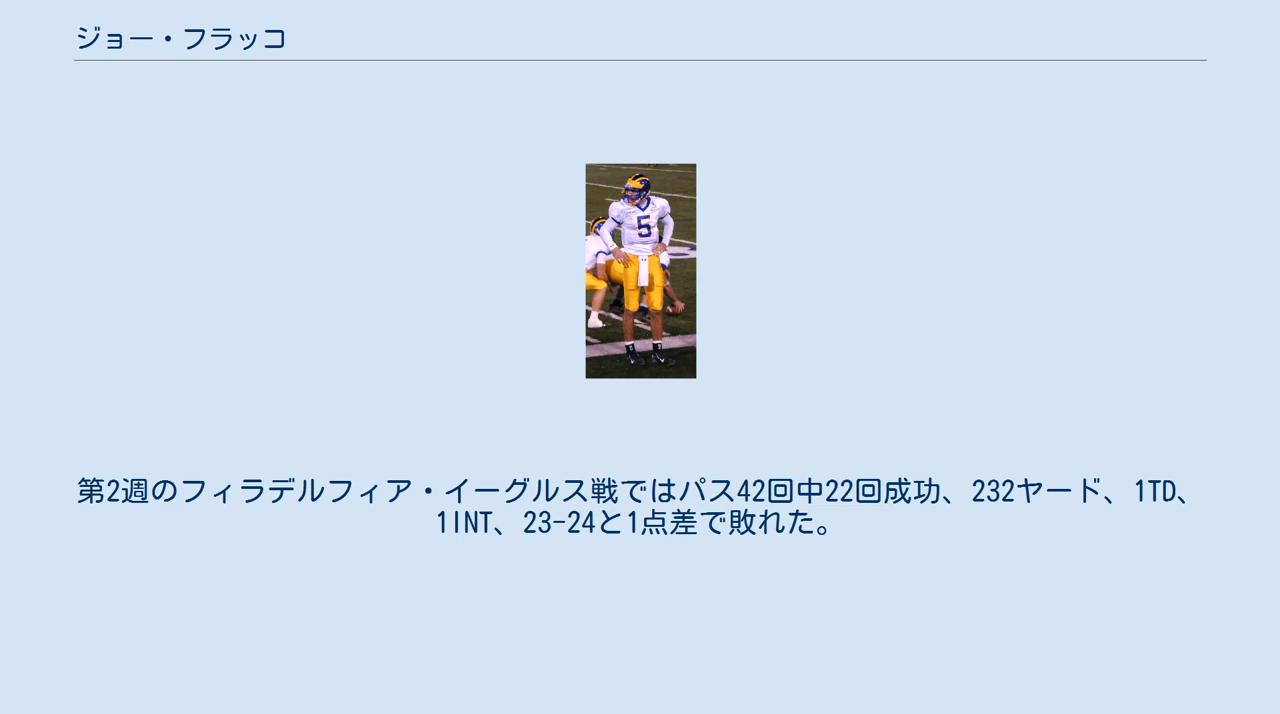 ジョー・フラッコ
5
第2週のフィラデルフィア・イーグルス戦ではパス42回中22回成功、232ヤード、1TD、
1INT、23-24と1点差で敗れた。